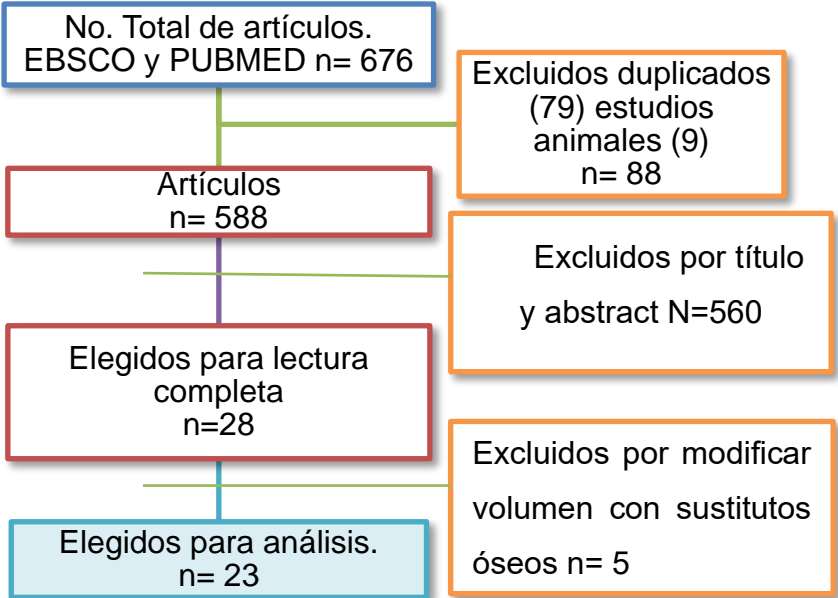 No. Total de artículos.
EBSCO y PUBMED n= 676
Excluidos duplicados
(79) estudios
animales (9)
n= 88
Artículos
n= 588
Excluidos por título
y abstract N=560
Elegidos para lectura
completa
n=28
Excluidos por modificar
volumen con sustitutos
óseos n= 5
Elegidos para análisis.
n= 23